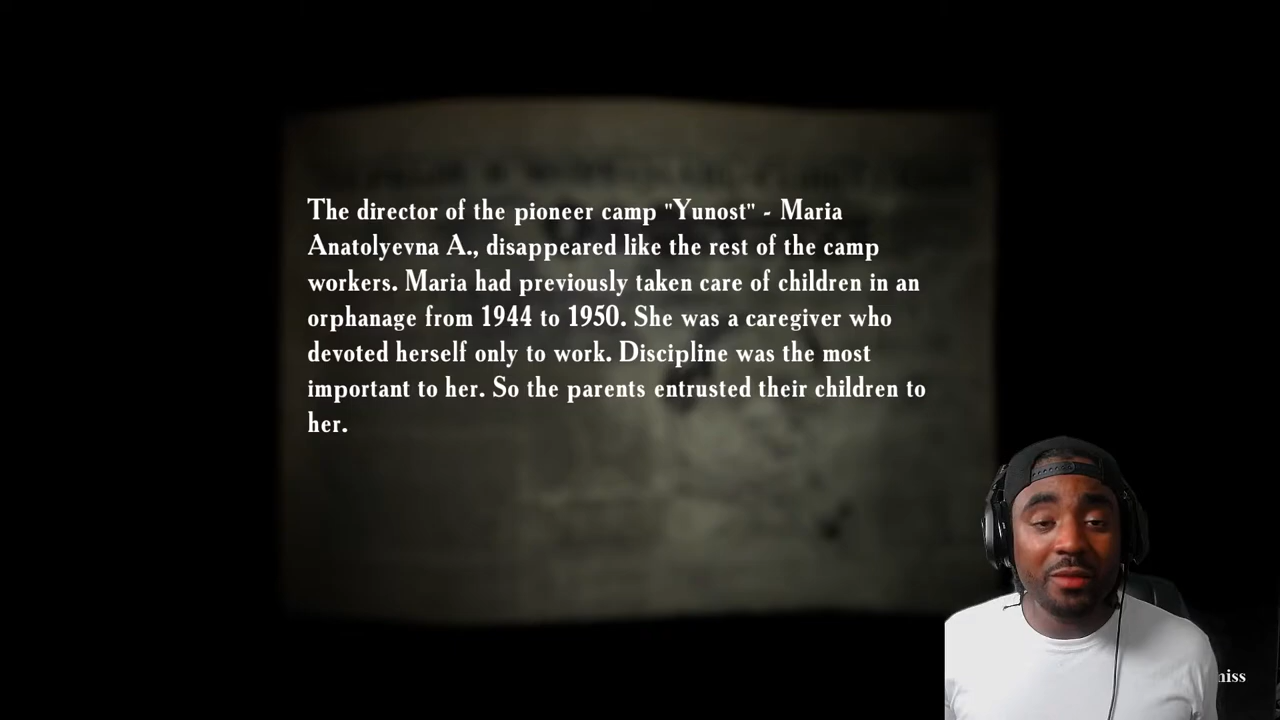 The director of the pioneer camp "Yunost" - Maria
Anatolyevna A., disappeared like the rest of the camp
workers. Maria had previously taken care of children in an
orphanage from 1944 to 1950. She was a caregiver who
devoted herself only to work. Discipline was the most
important to her. So the parents entrusted their children to
her.